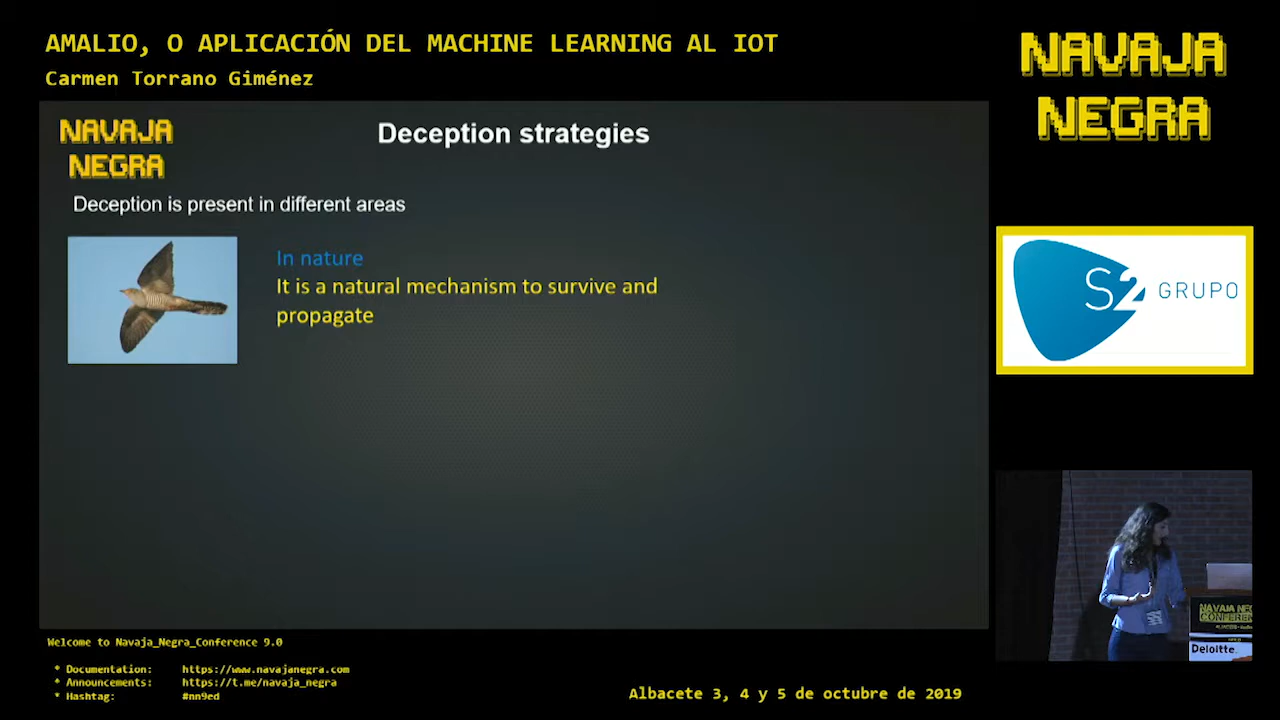 AMALIO, O APLICACIÓN DEL MACHINE LEARNING AL IOT
Carmen Torrano Giménez
NAVAJA
NEGRA
NAVAJA
NEGRA
Deception strategies
Deception is present in different areas
In nature
It is a natural mechanism to survive and
propagate
S2 GRUPO
NAVAJA NEG
CONFEREN
Deloitte.
Welcome to Navaja_Negra_Conference 9.0
* Documentation: https://www.navajanegra.com
* Announcements: https://t.me/navaja_negra
* Hashtag: #nn9ed
Albacete 3, 4 y 5 de octubre de 2019